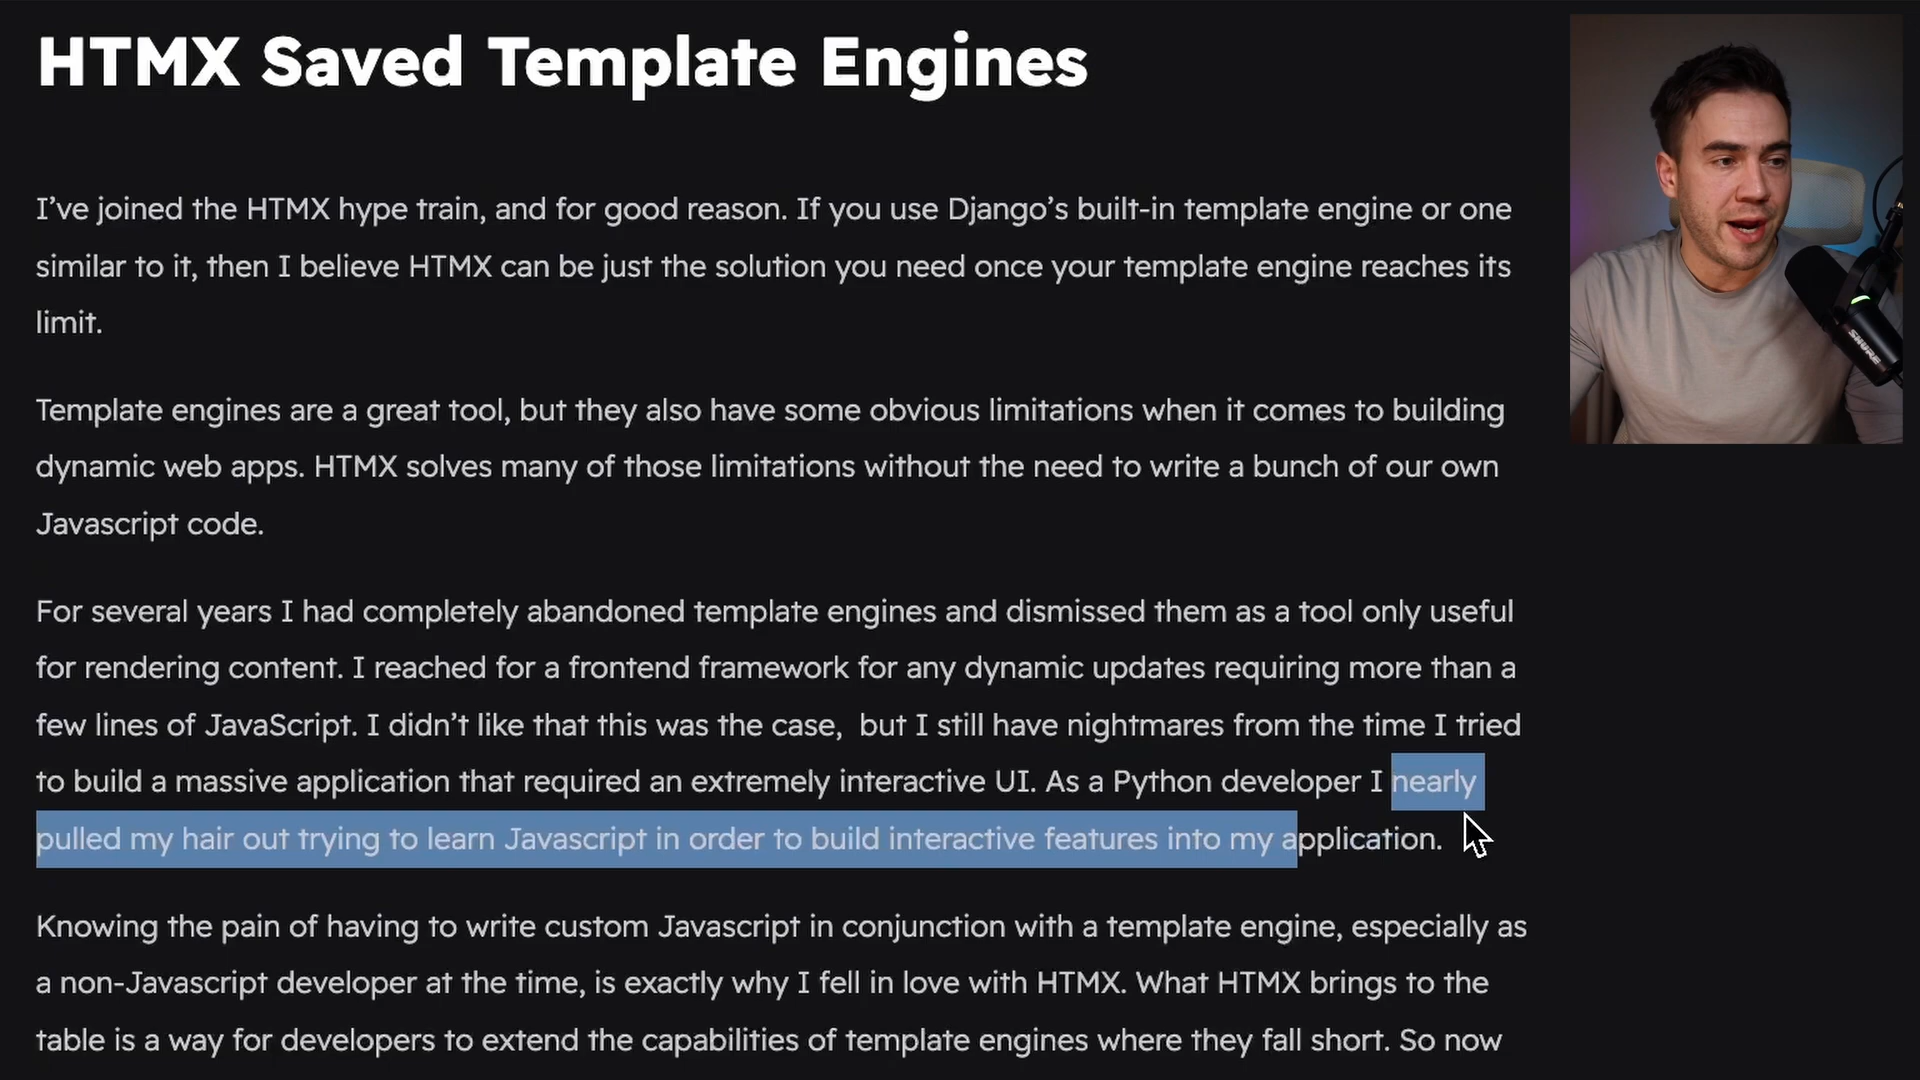 HTMX Saved Template Engines
I’ve joined the HTMX hype train, and for good reason. If you use Django’s built-in template engine or one
similar to it, then I believe HTMX can be just the solution you need once your template engine reaches its
limit.
Template engines are a great tool, but they also have some obvious limitations when it comes to building
dynamic web apps. HTMX solves many of those limitations without the need to write a bunch of our own
Javascript code.
For several years I had completely abandoned template engines and dismissed them as a tool only useful
for rendering content. I reached for a frontend framework for any dynamic updates requiring more than a
few lines of JavaScript. I didn’t like that this was the case,  but I still have nightmares from the time I tried
to build a massive application that required an extremely interactive UI. As a Python developer I nearly
pulled my hair out trying to learn Javascript in order to build interactive features into my application.
Knowing the pain of having to write custom Javascript in conjunction with a template engine, especially as
a non-Javascript developer at the time, is exactly why I fell in love with HTMX. What HTMX brings to the
table is a way for developers to extend the capabilities of template engines where they fall short. So now
SHURE